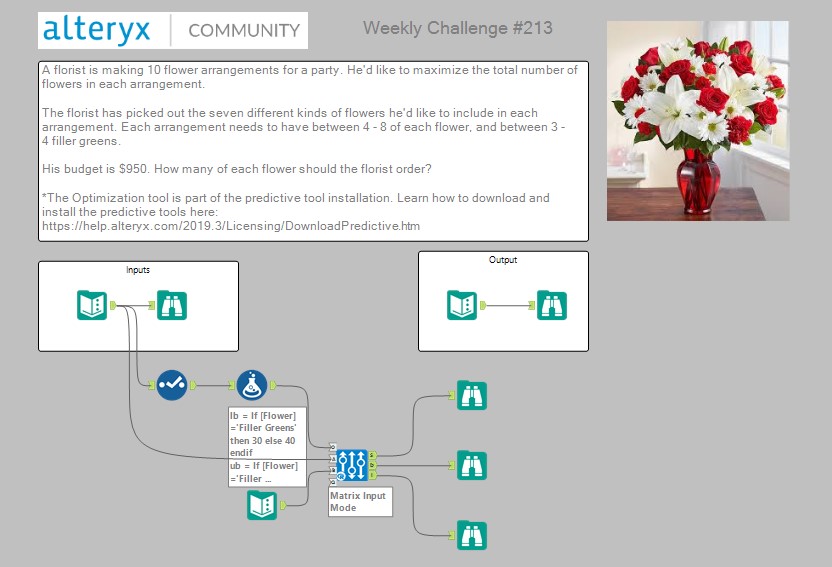 alteryx COMMUNITY
Weekly Challenge #213
A florist is making 10 flower arrangements for a party. He'd like to maximize the total number of
flowers in each arrangement.
The florist has picked out the seven different kinds of flowers he'd like to include in each
arrangement. Each arrangement needs to have between 4 - 8 of each flower, and between 3 -
4 filler greens.
His budget is $950. How many of each flower should the florist order?
*The Optimization tool is part of the predictive tool installation. Learn how to download and
install the predictive tools here:
https://help.alteryx.com/2019.3/Licensing/DownloadPredictive.htm
Inputs
Output
lb = If [Flower]
='Filler Greens'
then 30 else 40
endif
ub = If [Flower]
='Filler ...
Matrix Input
Mode